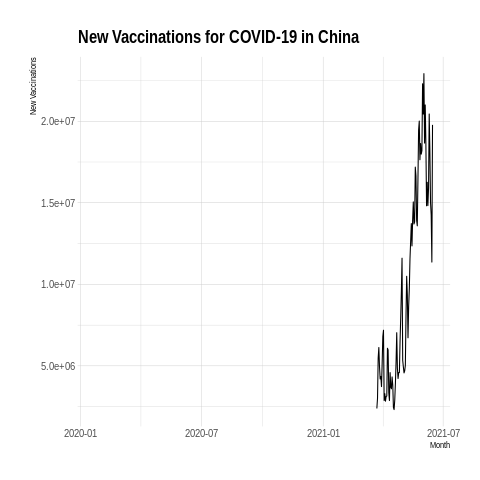 New Vaccinations for COVID-19 in China
New Vaccinations
2.0e+07
1.5e+07
1.0e+07
5.0e+06
2020-01 2020-07 2021-01 2021-07
Month